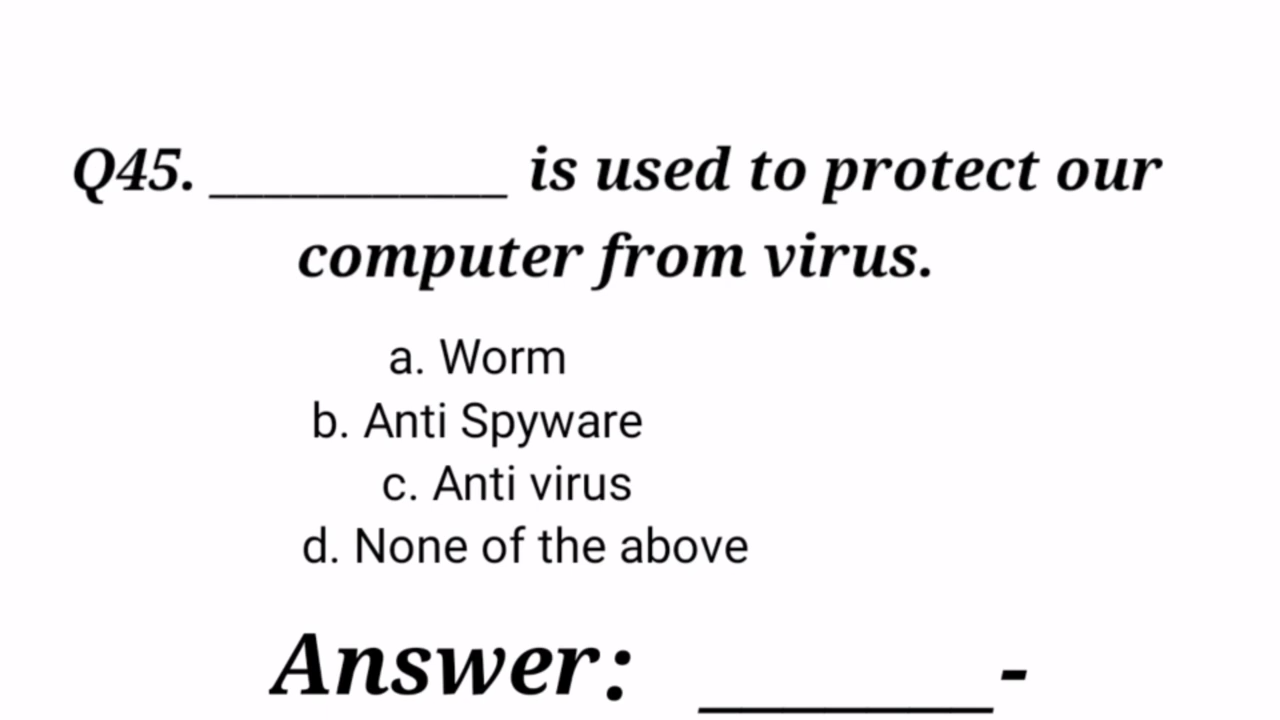 Q45. ___________ is used to protect our
computer from virus.
a. Worm
b. Anti Spyware
c. Anti virus
d. None of the above
Answer: _______-